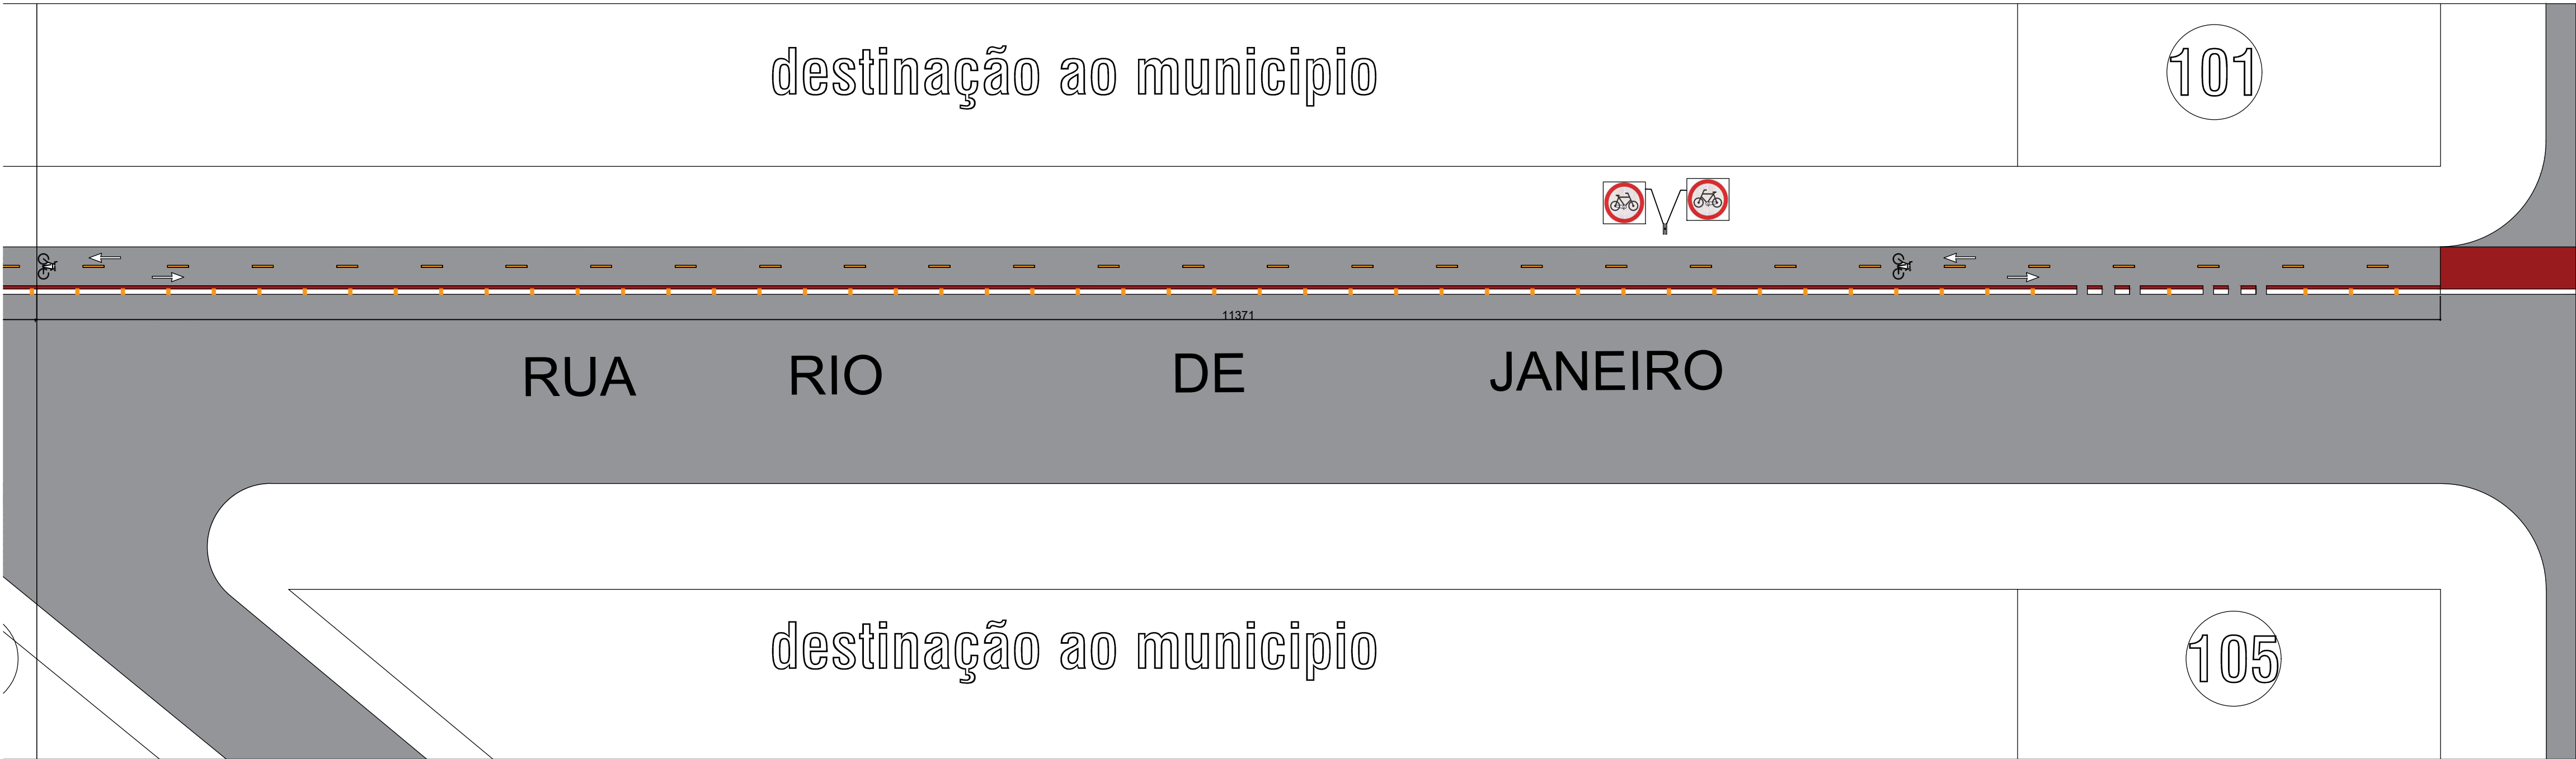 destinação ao municipio
101
11371
RUA RIO DE JANEIRO
destinação ao municipio
105